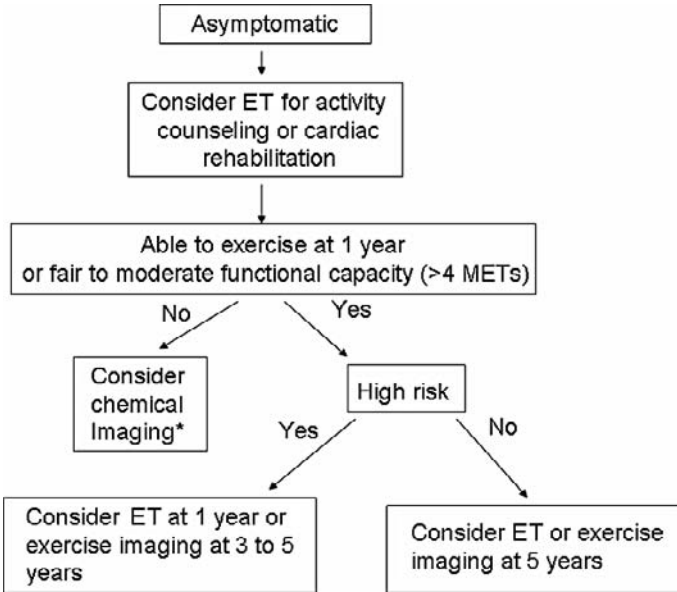 Asymptomatic
Consider ET for activity
counseling or cardiac
rehabilitation
Able to exercise at 1 year
or fair to moderate functional capacity (>4 METs)
No
Yes
Consider
chemical
Imaging*
High risk
Yes
No
Consider ET at 1 year or
exercise imaging at 3 to 5
years
Consider ET or exercise
imaging at 5 years